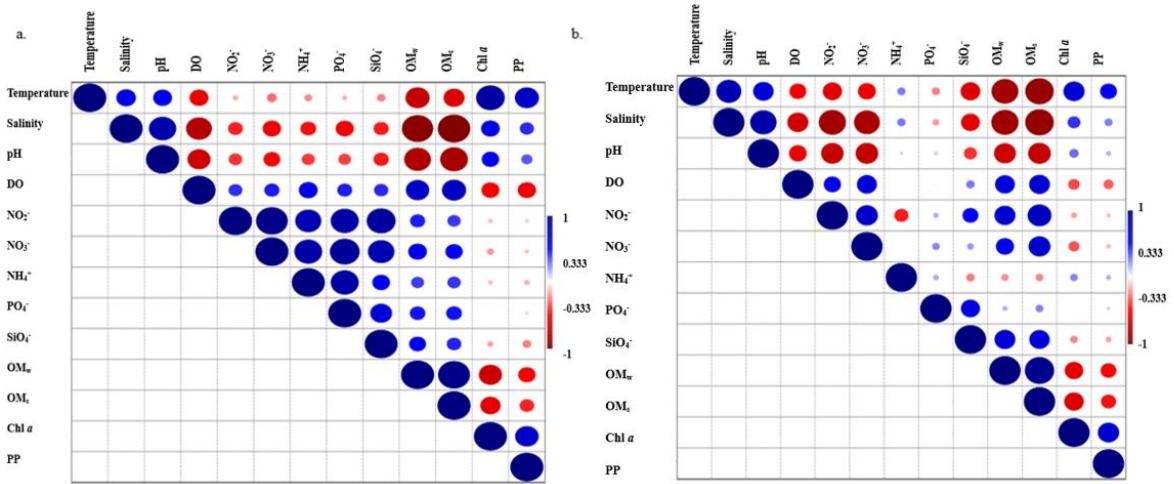 a.
Temperature Salinity pH DO NO₂⁻ NO₃⁻ NH₄⁺ PO₄⁻ SiO₄⁻ OMw OMs Chl a PP
Temperature
Salinity
pH
DO
NO₂⁻
NO₃⁻
NH₄⁺
PO₄⁻
SiO₄⁻
OMw
OMs
Chl a
PP
1
0.333
-0.333
-1
b.
Temperature Salinity pH DO NO₂⁻ NO₃⁻ NH₄⁺ PO₄⁻ SiO₄⁻ OMw OMs Chl a PP
Temperature
Salinity
pH
DO
NO₂⁻
NO₃⁻
NH₄⁺
PO₄⁻
SiO₄⁻
OMw
OMs
Chl a
PP
1
0.333
-0.333
-1